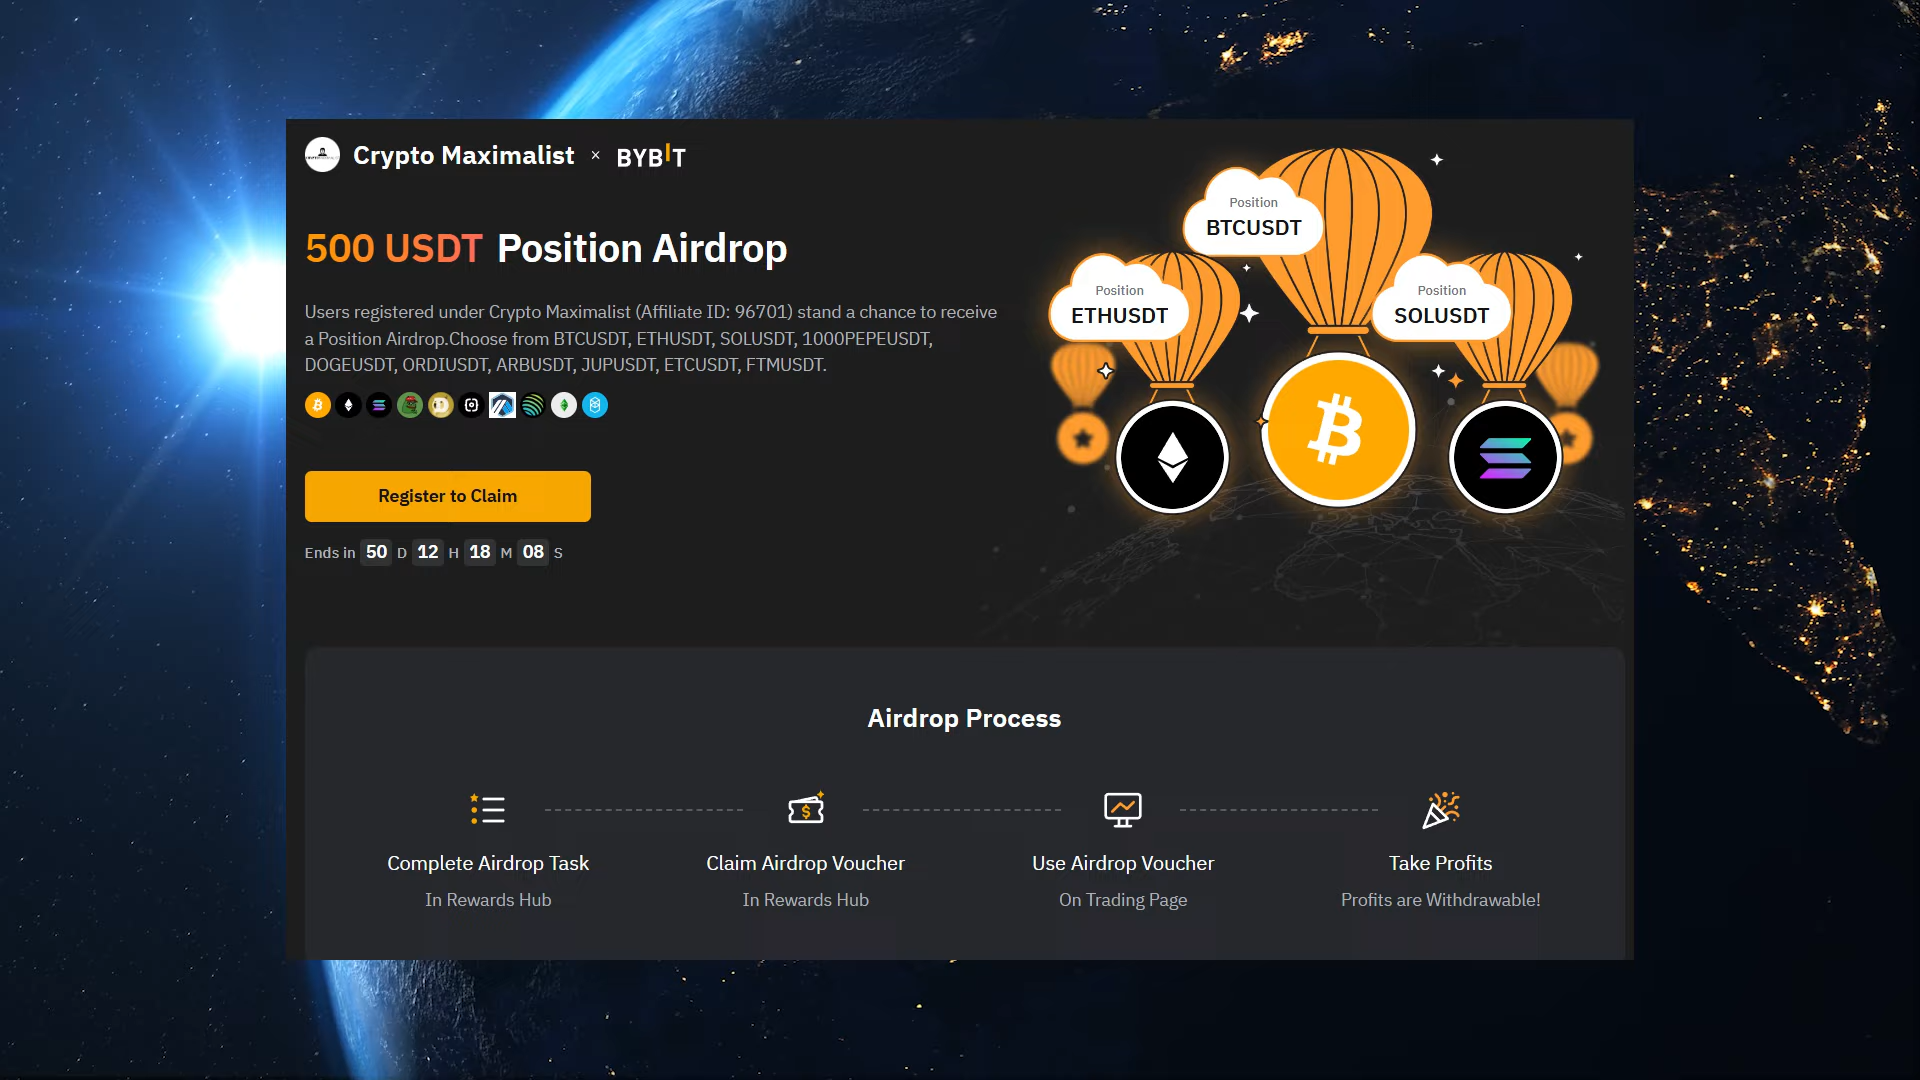 Crypto Maximalist × BYBIT
500 USDT Position Airdrop
Users registered under Crypto Maximalist (Affiliate ID: 96701) stand a chance to receive
a Position Airdrop.Choose from BTCUSDT, ETHUSDT, SOLUSDT, 1000PEPEUSDT,
DOGEUSDT, ORDIUSDT, ARBUSDT, JUPUSDT, ETCUSDT, FTMUSDT.
Register to Claim
Ends in 50 D 12 H 18 M 08 S
Position
BTCUSDT
Position
ETHUSDT
Position
SOLUSDT
Airdrop Process
Complete Airdrop Task
In Rewards Hub
Claim Airdrop Voucher
In Rewards Hub
Use Airdrop Voucher
On Trading Page
Take Profits
Profits are Withdrawable!